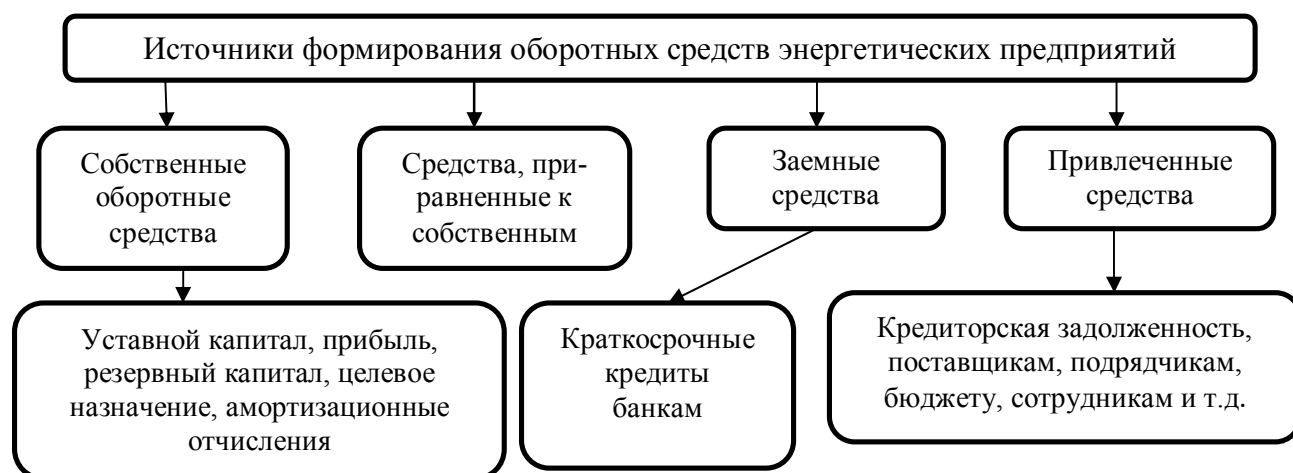 Источники формирования оборотных средств энергетических предприятий
Собственные
оборотные
средства
Средства, при-
равненные к
собственным
Заемные
средства
Привлеченные
средства
Уставной капитал, прибыль,
резервный капитал, целевое
назначение, амортизационные
отчисления
Краткосрочные
кредиты
банкам
Кредиторская задолженность,
поставщикам, подрядчикам,
бюджету, сотрудникам и т.д.